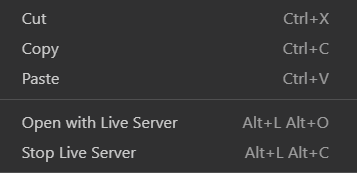 Cut Ctrl+X
Copy Ctrl+C
Paste Ctrl+V
Open with Live Server Alt+L Alt+O
Stop Live Server Alt+L Alt+C